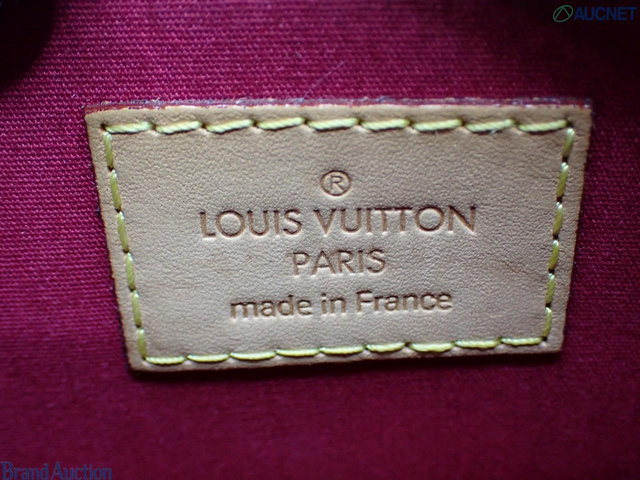 AUCNET
®
LOUIS VUITTON
PARIS
made in France
Brand Auction